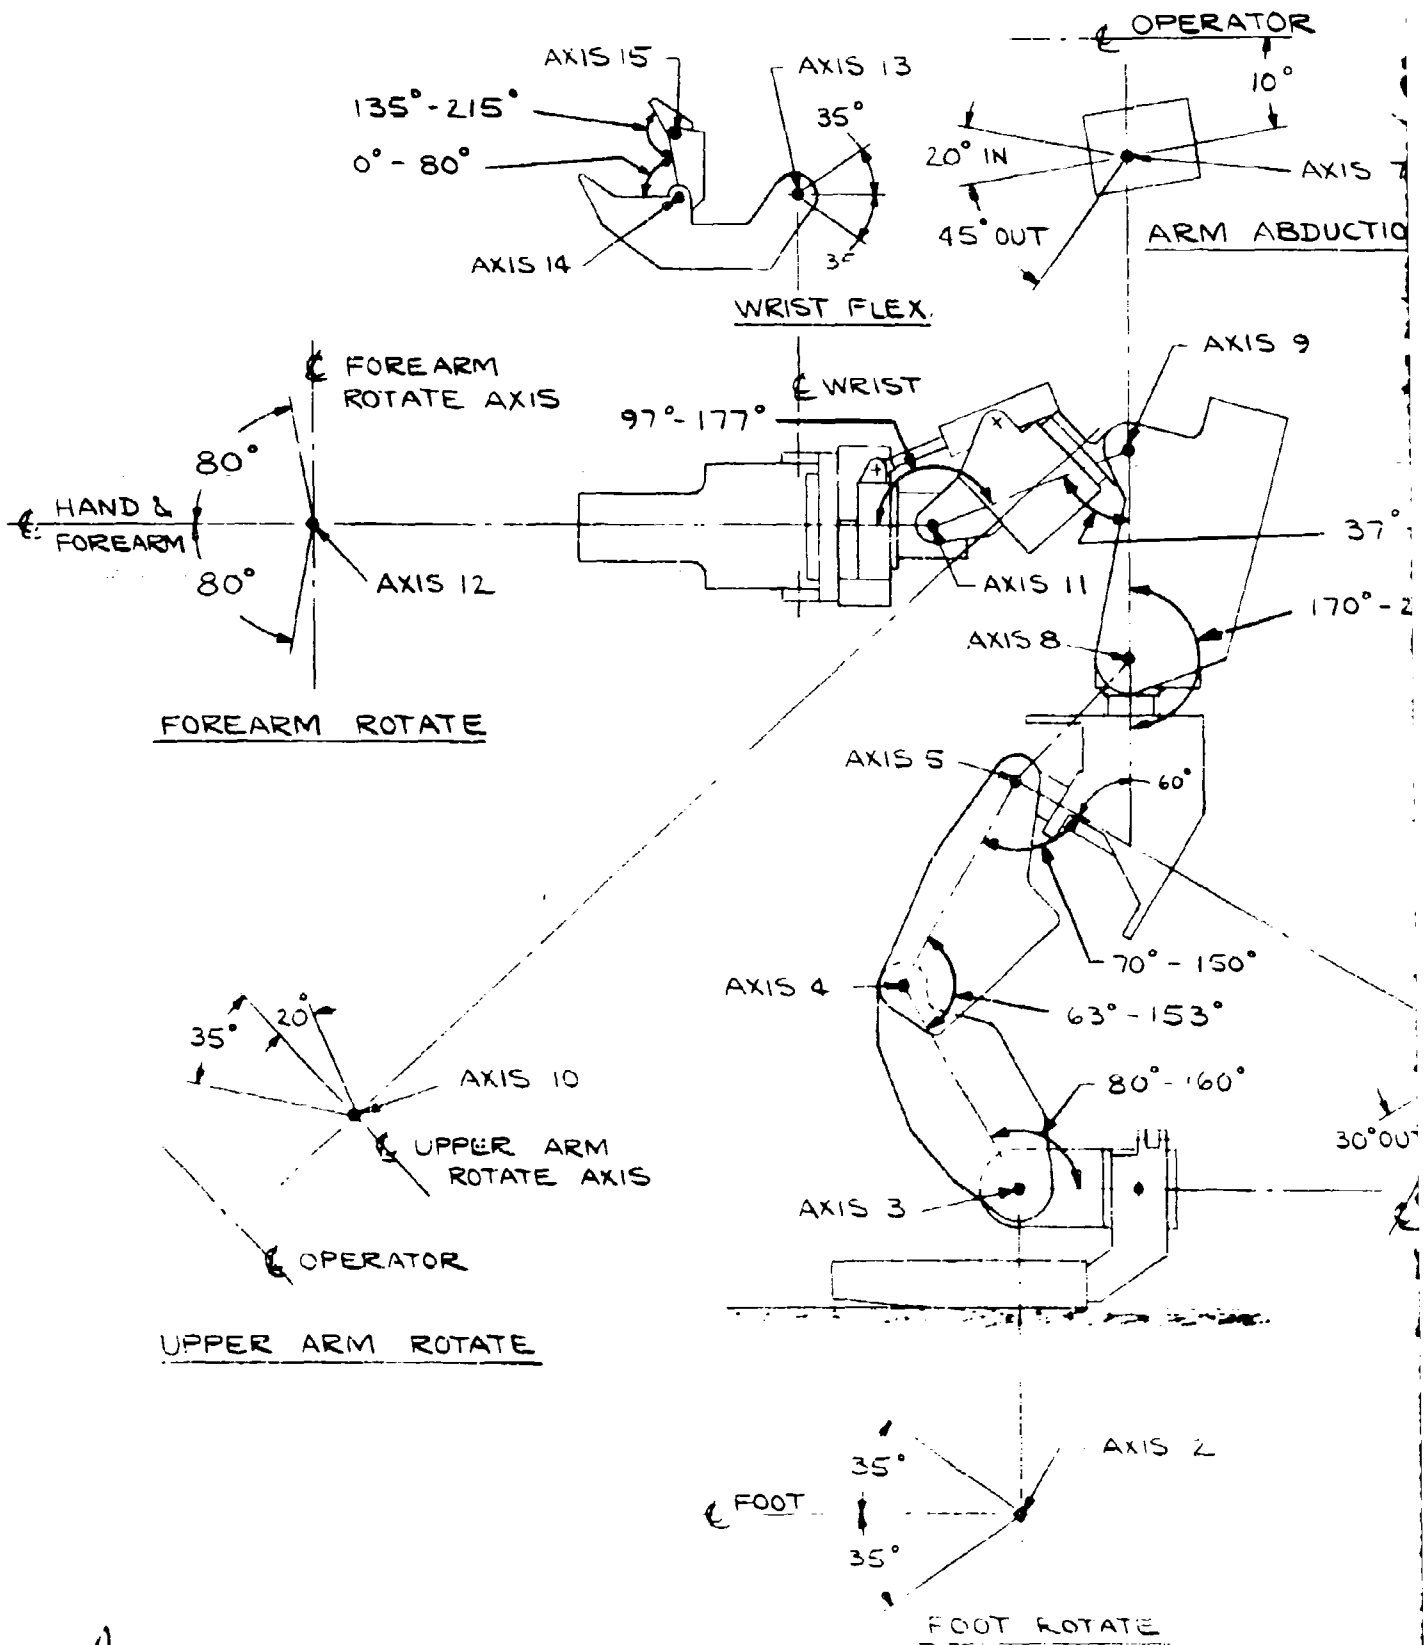 ℄ OPERATOR
AXIS 15
AXIS 13
10°
135°-215°
35°
0°-80°
20° IN
AXIS 7
45° OUT
ARM ABDUCTIO
AXIS 14
WRIST FLEX.
℄ FOREARM
ROTATE AXIS
AXIS 9
℄ WRIST
97°-177°
80°
℄ HAND &
FOREARM
37°
80°
AXIS 12
AXIS 11
170°-2
AXIS 8
FOREARM ROTATE
AXIS 5
60°
70°-150°
AXIS 4
63°-153°
35°
20°
AXIS 10
80°-160°
℄ UPPER ARM
ROTATE AXIS
30° OUT
AXIS 3
℄
℄ OPERATOR
UPPER ARM ROTATE
35°
AXIS 2
℄ FOOT
35°
FOOT ROTATE